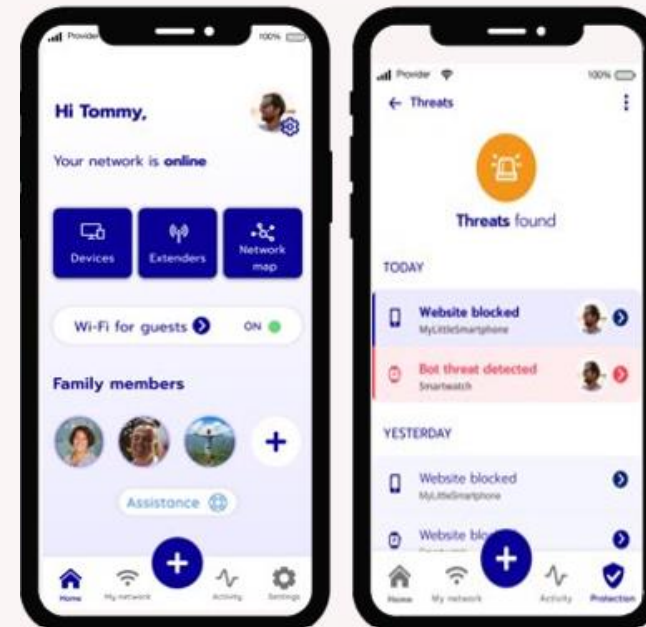 Provider
100%
Hi Tommy,
Your network is online
Devices
Extenders
Network
map
Wi-Fi for guests
ON
Family members
Assistance
Home
My network
Activity
Settings
Provider
100%
Threats
Threats found
TODAY
Website blocked
MyLittleSmartphone
Bot threat detected
Smartwatch
YESTERDAY
Website blocked
MyLittleSmartphone
Website
Home
My network
Activity
Protection